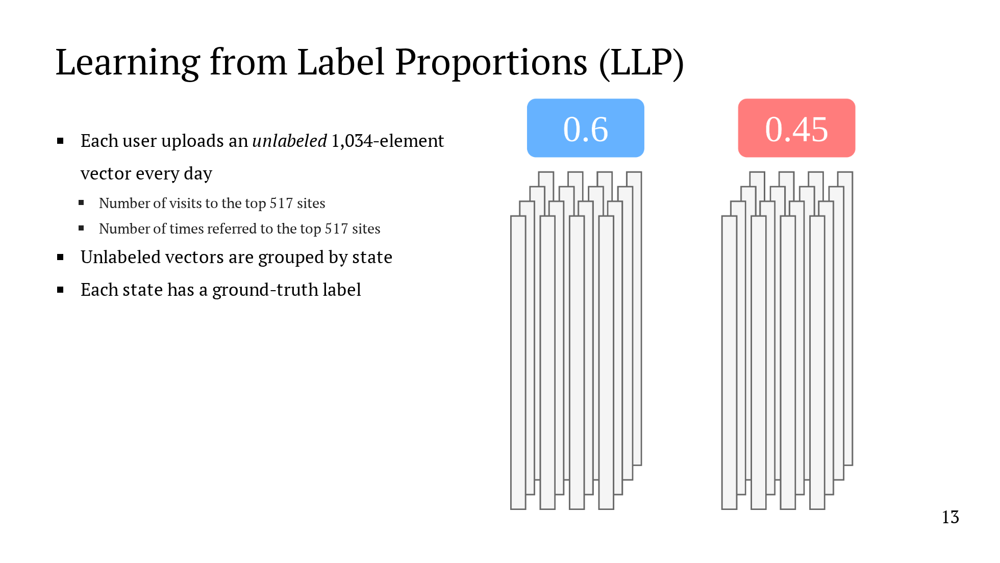 Learning from Label Proportions (LLP)
▪ Each user uploads an unlabeled 1,034-element
vector every day
▪ Number of visits to the top 517 sites
▪ Number of times referred to the top 517 sites
▪ Unlabeled vectors are grouped by state
▪ Each state has a ground-truth label
0.6
0.45
13